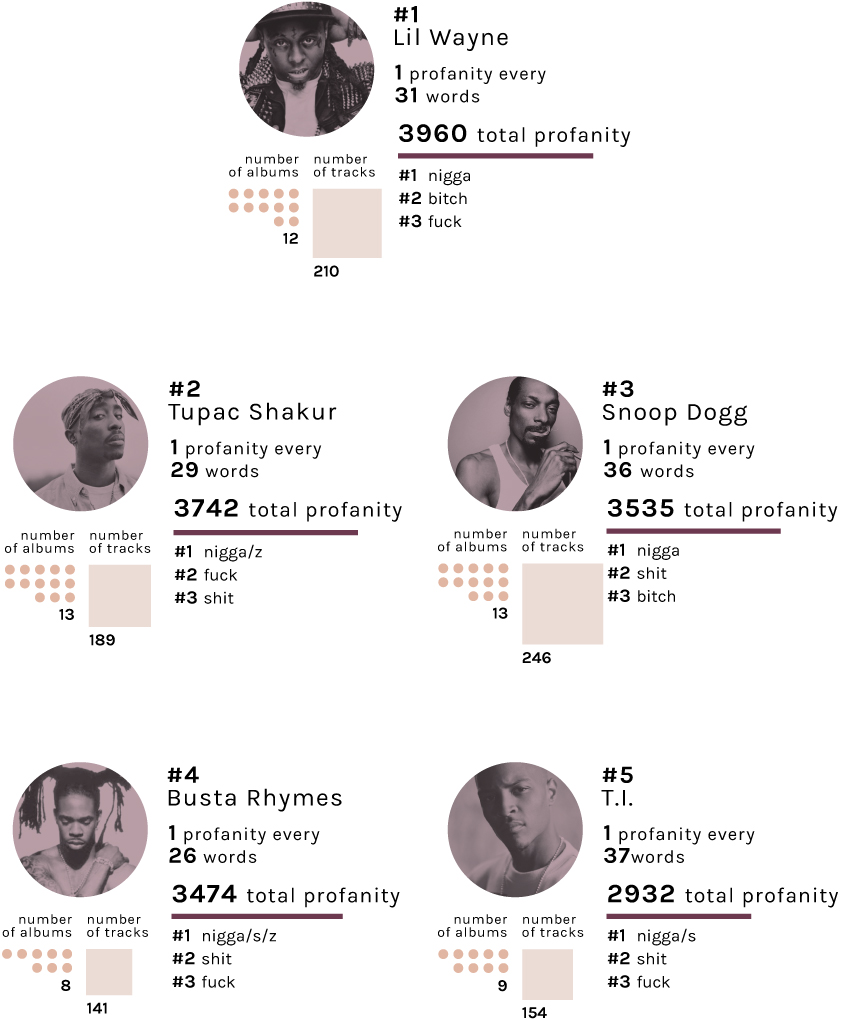 #1
Lil Wayne
1 profanity every
31 words
3960 total profanity
number
of albums
number
of tracks
#1 nigga
#2 bitch
#3 fuck
12
210
#2
Tupac Shakur
1 profanity every
29 words
3742 total profanity
number
of albums
number
of tracks
#1 nigga/z
#2 fuck
#3 shit
13
189
#3
Snoop Dogg
1 profanity every
36 words
3535 total profanity
number
of albums
number
of tracks
#1 nigga
#2 shit
#3 bitch
13
246
#4
Busta Rhymes
1 profanity every
26 words
3474 total profanity
number
of albums
number
of tracks
#1 nigga/s/z
#2 shit
#3 fuck
8
141
#5
T.I.
1 profanity every
37words
2932 total profanity
number
of albums
number
of tracks
#1 nigga/s
#2 shit
#3 fuck
9
154